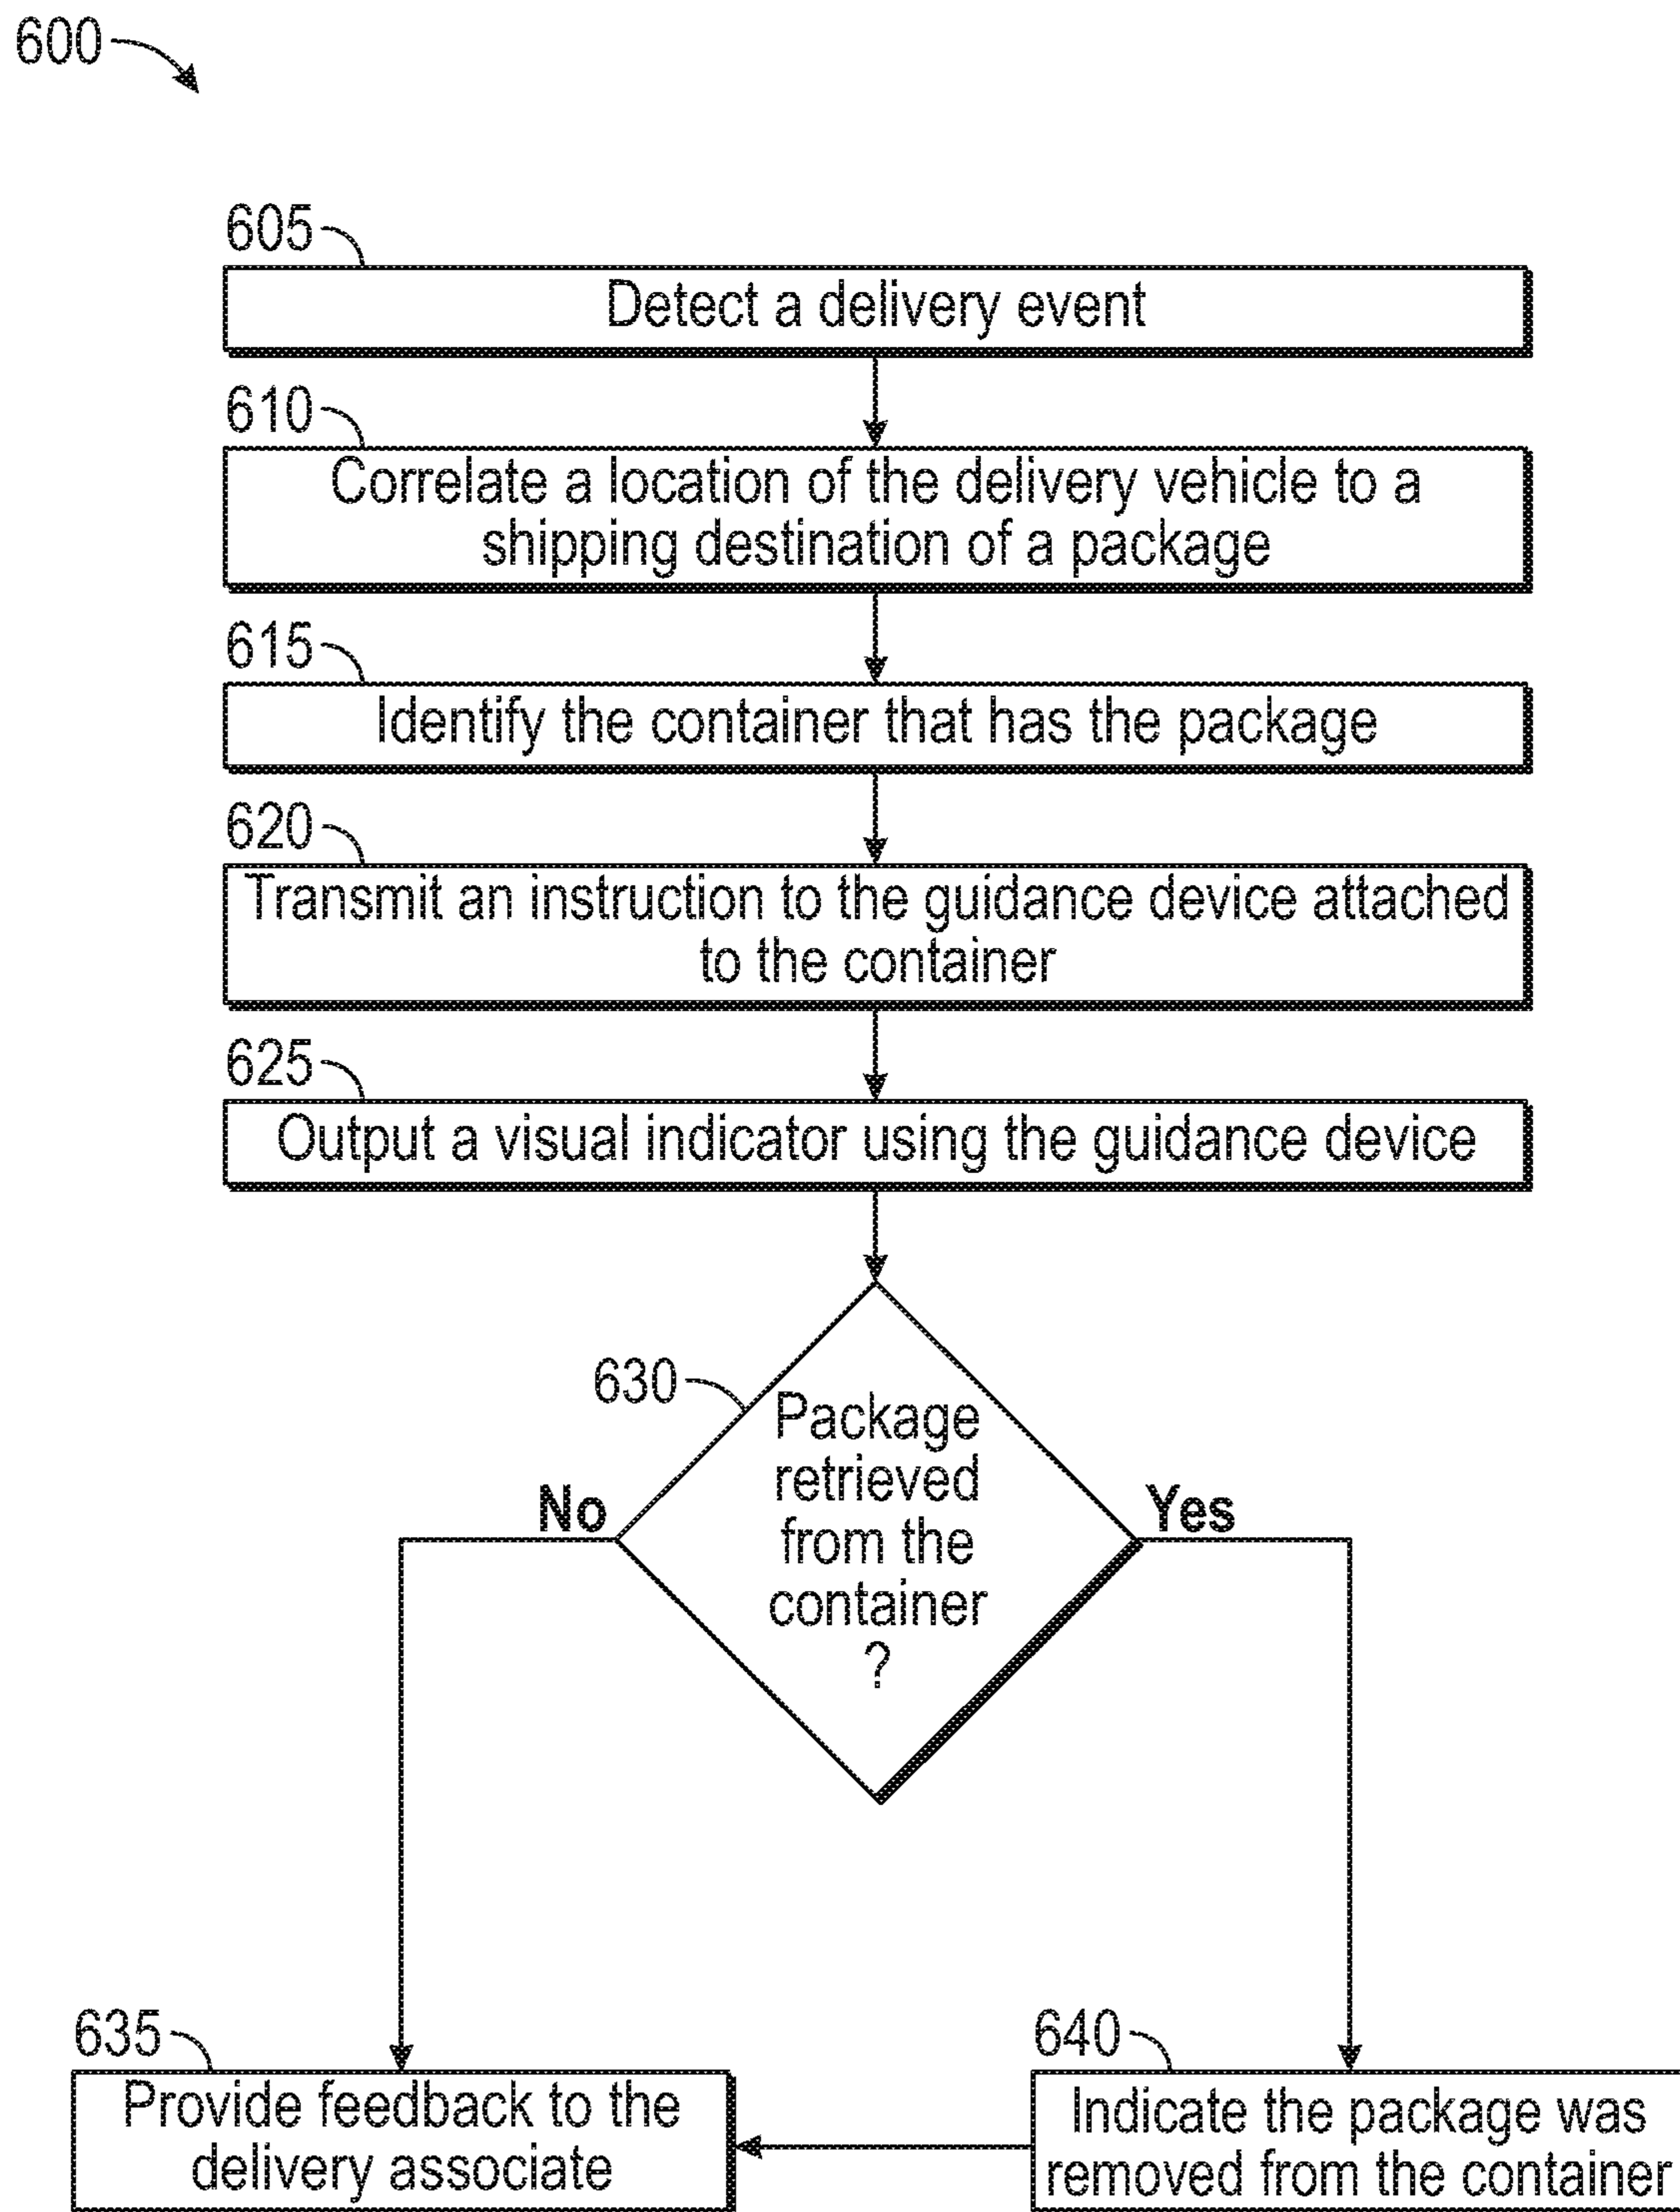 600
605
Detect a delivery event
610
Correlate a location of the delivery vehicle to a
shipping destination of a package
615
Identify the container that has the package
620
Transmit an instruction to the guidance device attached
to the container
625
Output a visual indicator using the guidance device
630
Package
retrieved
from the
container
?
No
Yes
635
Provide feedback to the
delivery associate
640
Indicate the package was
removed from the container